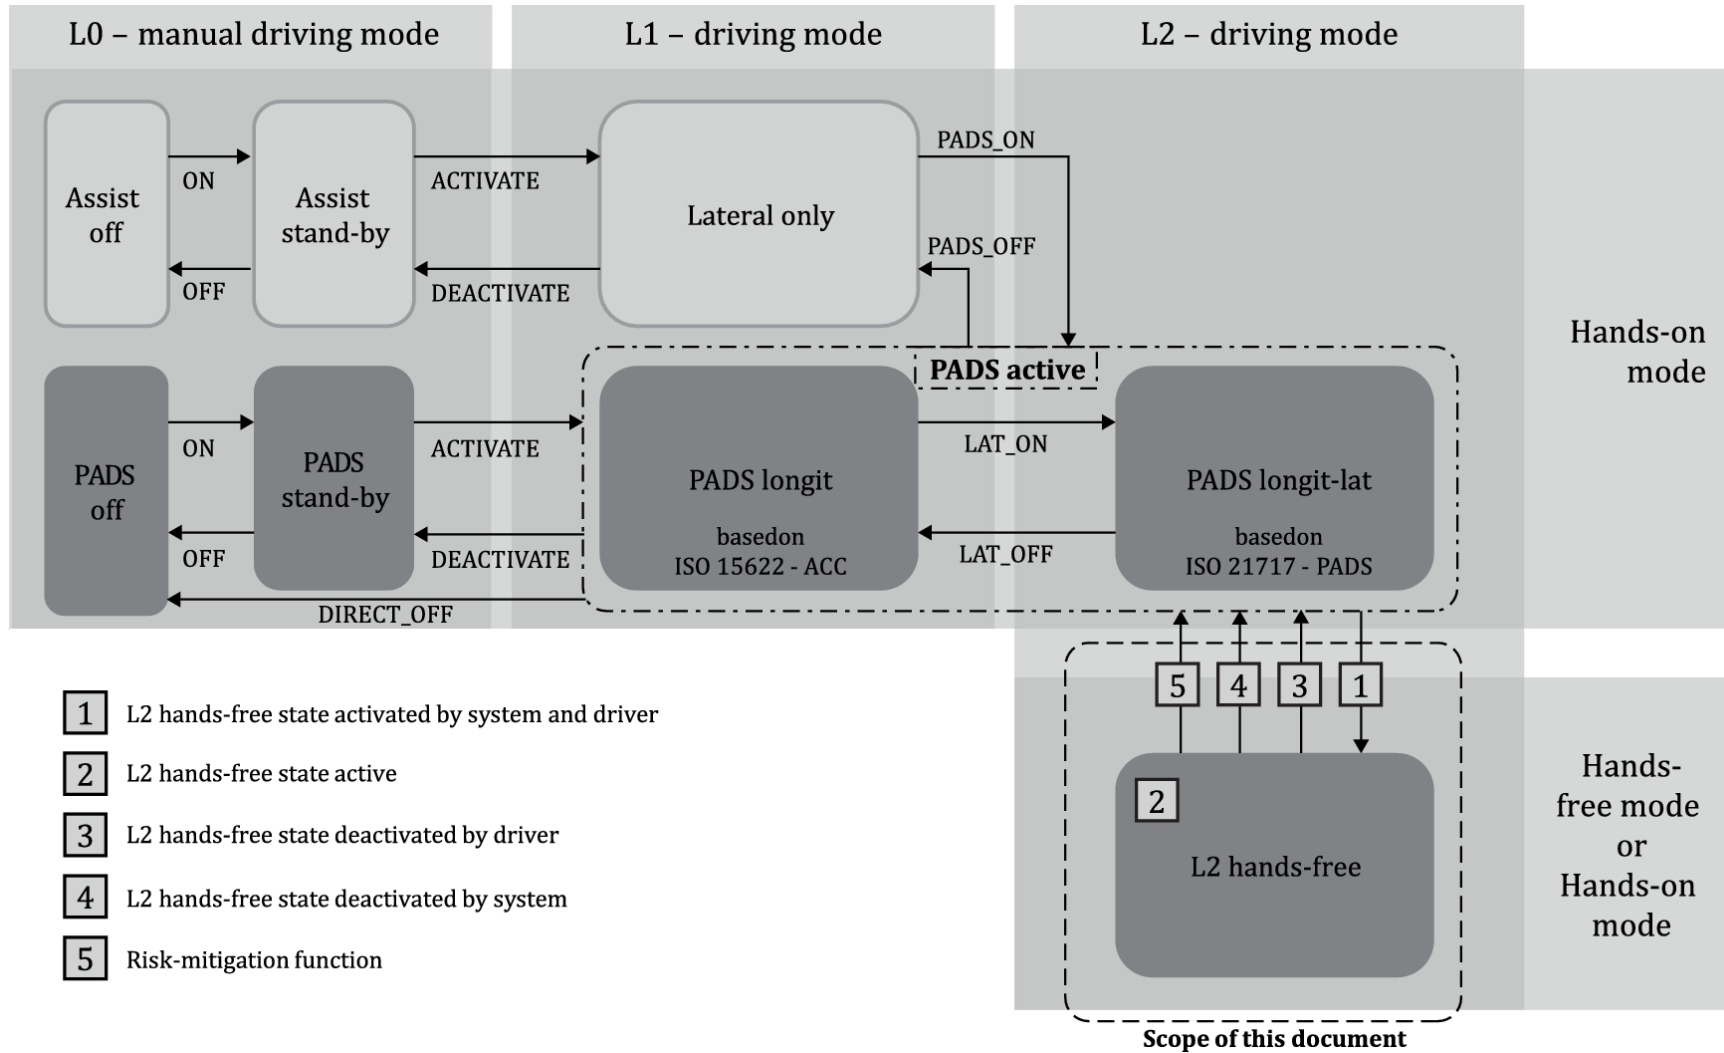 L0 – manual driving mode
L1 – driving mode
L2 – driving mode
Assist
off
ON
OFF
Assist
stand-by
ACTIVATE
DEACTIVATE
Lateral only
PADS_ON
PADS_OFF
Hands-on
mode
PADS active
PADS
off
ON
OFF
PADS
stand-by
ACTIVATE
DEACTIVATE
DIRECT_OFF
PADS longit
basedon
ISO 15622 - ACC
LAT_ON
LAT_OFF
PADS longit-lat
basedon
ISO 21717 - PADS
5
4
3
1
2
L2 hands-free
Hands-
free mode
or
Hands-on
mode
Scope of this document
1 L2 hands-free state activated by system and driver
2 L2 hands-free state active
3 L2 hands-free state deactivated by driver
4 L2 hands-free state deactivated by system
5 Risk-mitigation function